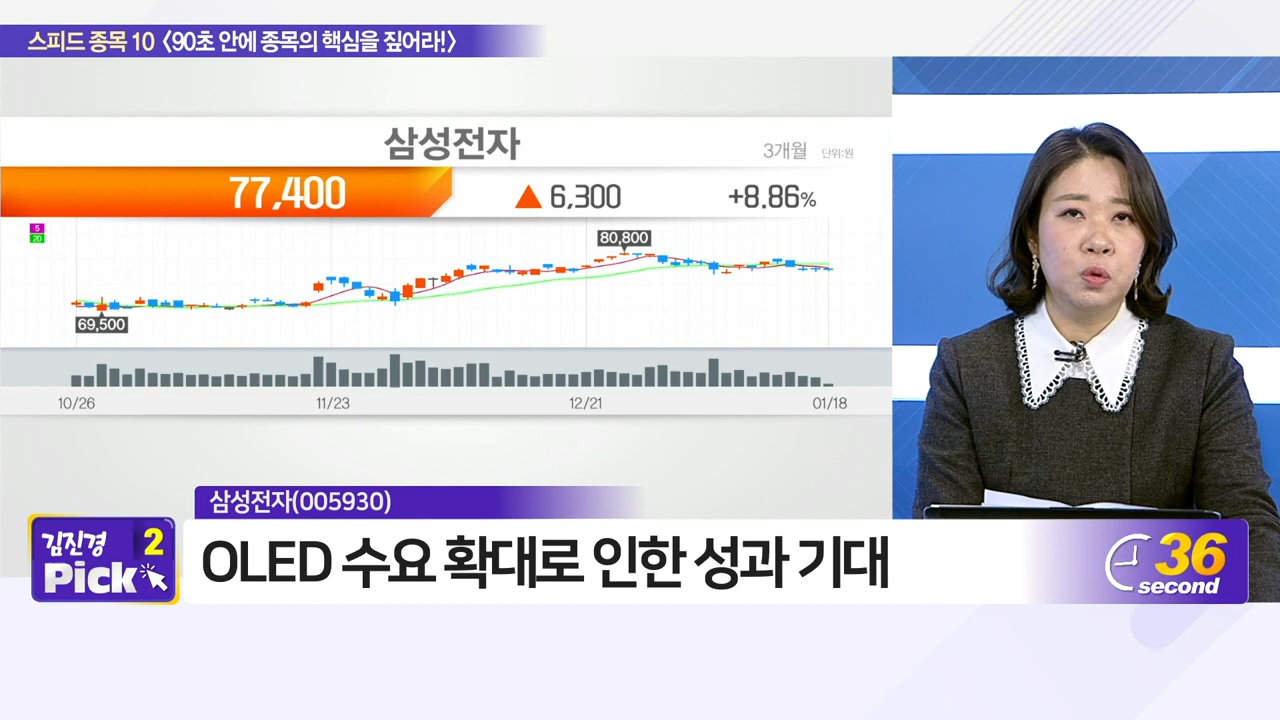 스피드 종목 10 <90초 안에 종목의 핵심을 짚어라!>
삼성전자
3개월 단위:원
77,400 ▲ 6,300 +8.86%
5
20
80,800
69,500
10/26 11/23 12/21 01/18
삼성전자(005930)
김진경 2
Pick
OLED 수요 확대로 인한 성과 기대
36
second